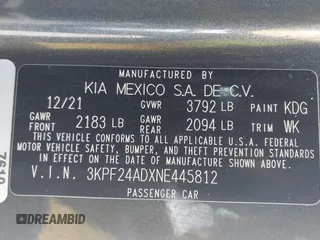 MANUFACTURED BY
KIA MEXICO S.A. DE C.V.
12/21 GVWR 3792 LB PAINT KDG
GAWR FRONT 2183 LB GAWR REAR 2094 LB TRIM WK
THIS VEHICLE CONFORMS TO ALL APPLICABLE U.S. FEDERAL
MOTOR VEHICLE SAFETY, BUMPER, AND THEFT PREVENTION
STANDARDS IN EFFECT ON THE DATE OF MANUFACTURE SHOWN ABOVE.
V.I.N. 3KPF24ADXNE445812
PASSENGER CAR
7619
DREAMBID